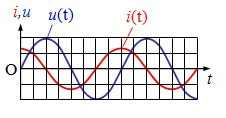 i,u u(t) i(t)
O t